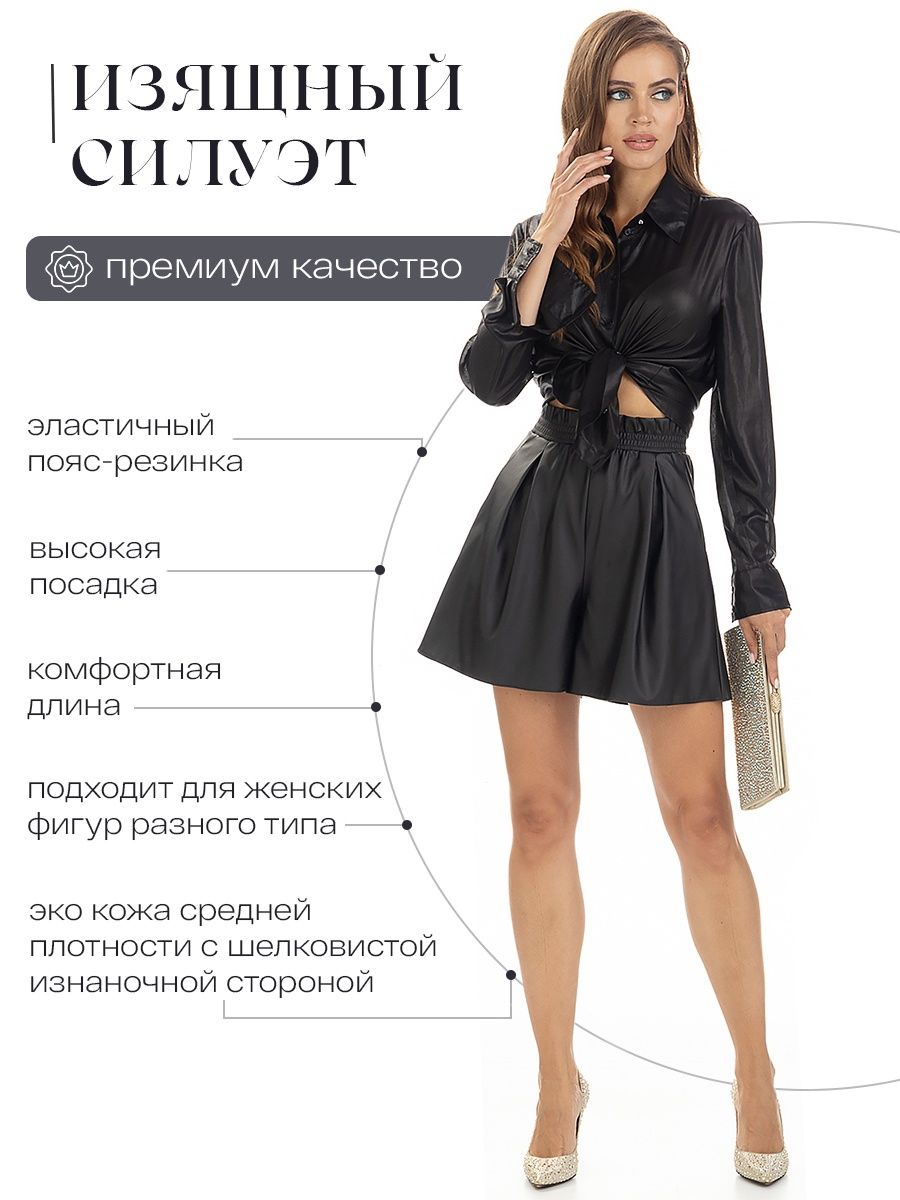 ИЗЯЩНЫЙ
СИЛУЭТ
премиум качество
эластичный
пояс-резинка
высокая
посадка
комфортная
длина
подходит для женских
фигур разного типа
эко кожа средней
плотности с шелковистой
изнаночной стороной